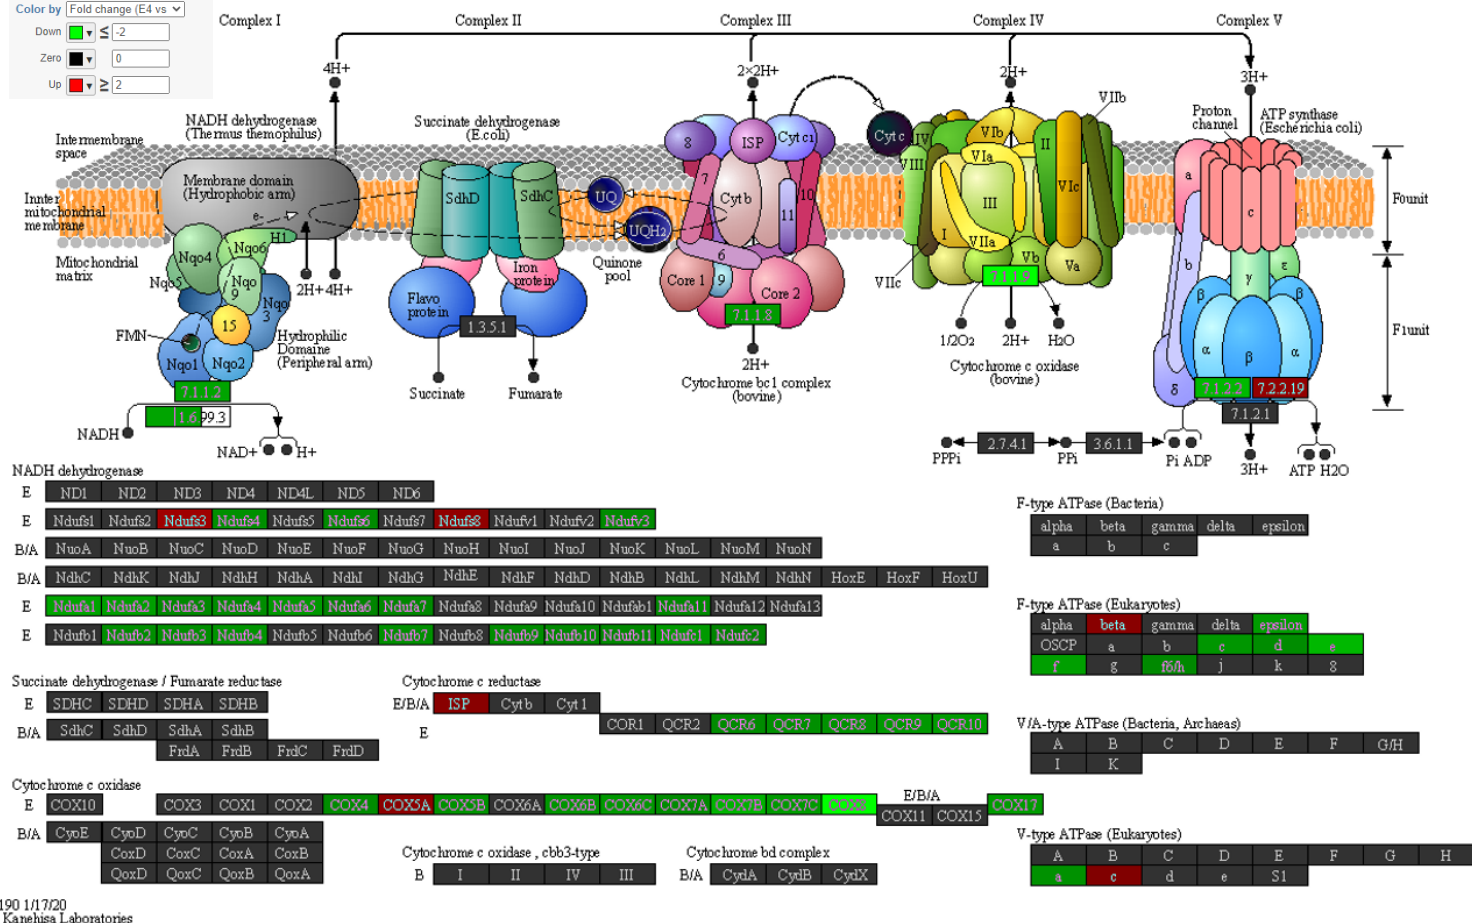 Color by Fold change (E4 vs
Down ≤ -2
Zero 0
Up ≥ 2
Complex I Complex II Complex III Complex IV Complex V
4H+ 2×2H+ 2H+ 3H+
NADH dehydrogenase
(Thermus themophilus)
Succinate dehydrogenase
(E.coli)
Proton
channel
ATP synthase
(Escherichia coli)
Intermembrane
space
Innter
mitochondrial
membrane
Mitochondrial
matrix
Membrane domain
(Hydrophobic arm)
e-
H1
Nqo6
Nqo4
Nqo5
Nqo
9
Nqo
3
15
FMN
Nqo1
Nqo2
2H+ 4H+
Hydrophilic
Domaine
(Peripheral arm)
7.1.1.2
1.6.99.3
NADH
NAD+ H+
SdhD SdhC
Iron
protein
Flavo
protein
1.3.5.1
Succinate Fumarate
UQ
UQH2
Quinone
pool
8 ISP Cytc1
7 Cytb 11 10
6
Core 1 9 Core 2
7.1.1.8
2H+
Cytochrome bc1 complex
(bovine)
Cytc
VIIb
IV VIb II
VIII VIa
VIc
III
I VIIa
VIIc Vb Va
7.1.1.9
1/2O2 2H+ H2O
Cytochrome c oxidase
(bovine)
a c
b γ ε
β β
α β α
δ
7.1.2.2 7.2.2.19
7.1.2.1
F0unit
F1unit
PPPi 2.7.4.1 PPi 3.6.1.1 Pi ADP
3H+ ATP H2O
NADH dehydrogenase
E ND1 ND2 ND3 ND4 ND4L ND5 ND6
E Ndufs1 Ndufs2 Ndufs3 Ndufs4 Ndufs5 Ndufs6 Ndufs7 Ndufs8 Ndufv1 Ndufv2 Ndufv3
B/A NuoA NuoB NuoC NuoD NuoE NuoF NuoG NuoH NuoI NuoJ NuoK NuoL NuoM NuoN
B/A NdhC NdhK NdhJ NdhH NdhA NdhI NdhG NdhE NdhF NdhD NdhB NdhL NdhM NdhN HoxE HoxF HoxU
E Ndufa1 Ndufa2 Ndufa3 Ndufa4 Ndufa5 Ndufa6 Ndufa7 Ndufa8 Ndufa9 Ndufa10 Ndufab1 Ndufa11 Ndufa12 Ndufa13
E Ndufb1 Ndufb2 Ndufb3 Ndufb4 Ndufb5 Ndufb6 Ndufb7 Ndufb8 Ndufb9 Ndufb10 Ndufb11 Ndufc1 Ndufc2
Succinate dehydrogenase / Fumarate reductase
E SDHC SDHD SDHA SDHB
B/A SdhC SdhD SdhA SdhB
FrdA FrdB FrdC FrdD
Cytochrome c reductase
E/B/A ISP Cytb Cyt1
E COR1 QCR2 QCR6 QCR7 QCR8 QCR9 QCR10
Cytochrome c oxidase
E COX10 COX3 COX1 COX2 COX4 COX5A COX5B COX6A COX6B COX6C COX7A COX7B COX7C COX8
E/B/A
COX11 COX15
COX17
B/A CyoE CyoD CyoC CyoB CyoA
CoxD CoxC CoxA CoxB
QoxD QoxC QoxB QoxA
Cytochrome c oxidase , cbb3-type
B I II IV III
Cytochrome bd complex
B/A CydA CydB CydX
F-type ATPase (Bacteria)
alpha beta gamma delta epsilon
a b c
F-type ATPase (Eukaryotes)
alpha beta gamma delta epsilon
OSCP a b c d e
f g f6/h j k 8
V/A-type ATPase (Bacteria, Archaeas)
A B C D E F G/H
I K
V-type ATPase (Eukaryotes)
A B C D E F G H
a c d e S1
190 1/17/20
Kanehisa Laboratories